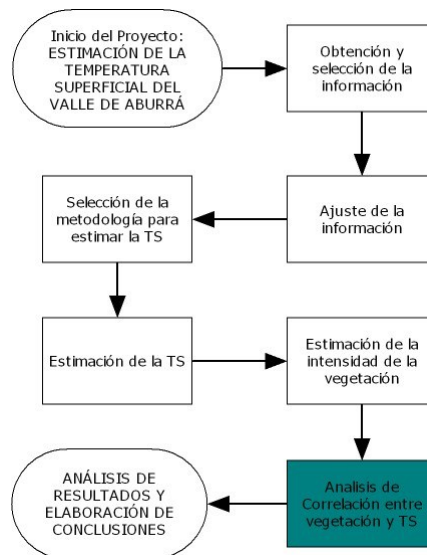 Inicio del Proyecto:
ESTIMACIÓN DE LA
TEMPERATURA
SUPERFICIAL DEL
VALLE DE ABURRÁ
Obtención y
selección de la
información
Ajuste de la
información
Selección de la
metodología para
estimar la TS
Estimación de la TS
Estimación de la
intensidad de la
vegetación
Analisis de
Correlación entre
vegetación y TS
ANÁLISIS DE
RESULTADOS Y
ELABORACIÓN DE
CONCLUSIONES